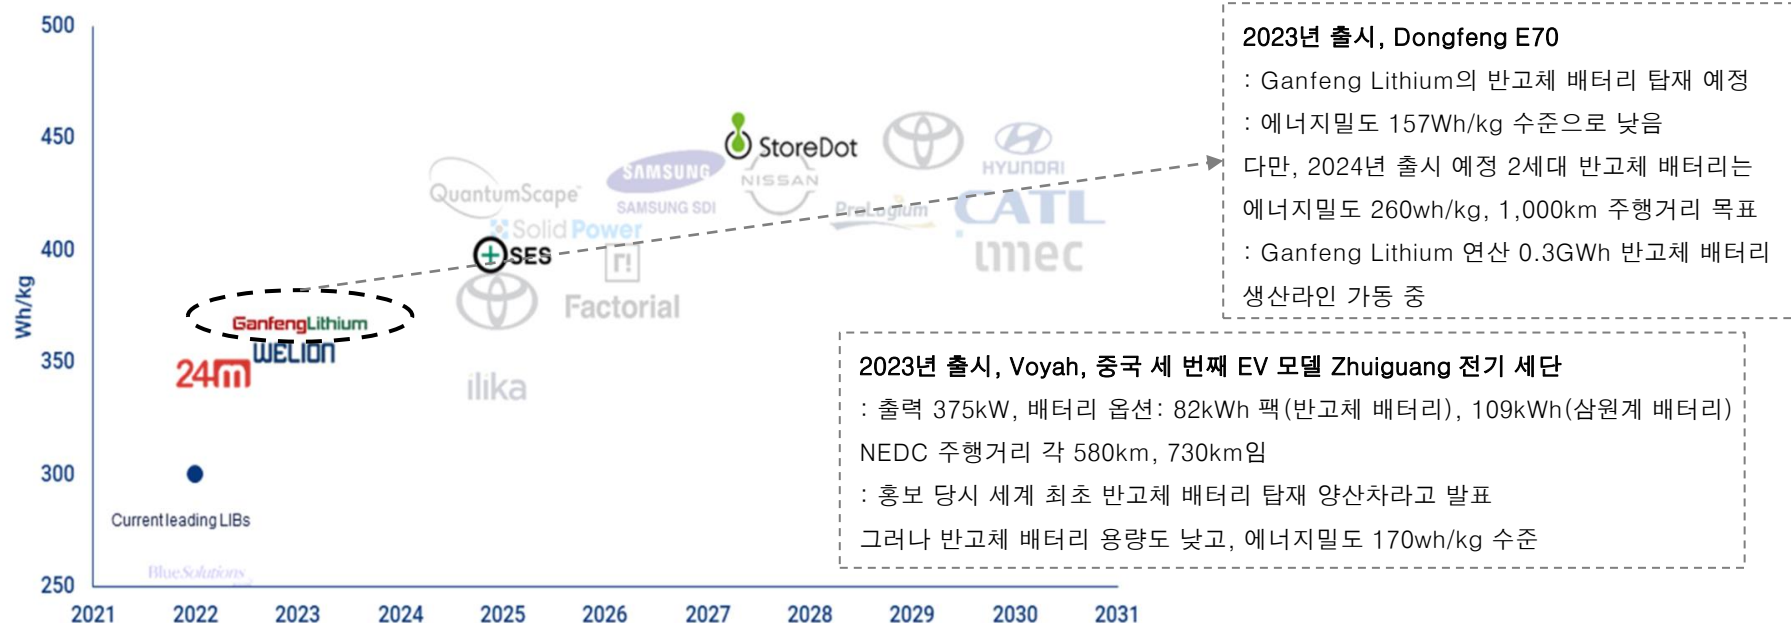 500
450
400
350
300
250
Wh/kg
2021
2022
2023
2024
2025
2026
2027
2028
2029
2030
2031
Current leading LIBs
BlueSolutions
24m
WELION
GanfengLithium
ilika
QuantumScape
Solid Power
SES
Factorial
SAMSUNG
SAMSUNG SDI
StoreDot
NISSAN
ProLogium
HYUNDAI
CATL
imec
2023년 출시, Dongfeng E70
: Ganfeng Lithium의 반고체 배터리 탑재 예정
: 에너지밀도 157Wh/kg 수준으로 낮음
다만, 2024년 출시 예정 2세대 반고체 배터리는
에너지밀도 260wh/kg, 1,000km 주행거리 목표
: Ganfeng Lithium 연산 0.3GWh 반고체 배터리
생산라인 가동 중
2023년 출시, Voyah, 중국 세 번째 EV 모델 Zhuiguang 전기 세단
: 출력 375kW, 배터리 옵션: 82kWh 팩(반고체 배터리), 109kWh(삼원계 배터리)
NEDC 주행거리 각 580km, 730km임
: 홍보 당시 세계 최초 반고체 배터리 탑재 양산차라고 발표
그러나 반고체 배터리 용량도 낮고, 에너지밀도 170wh/kg 수준